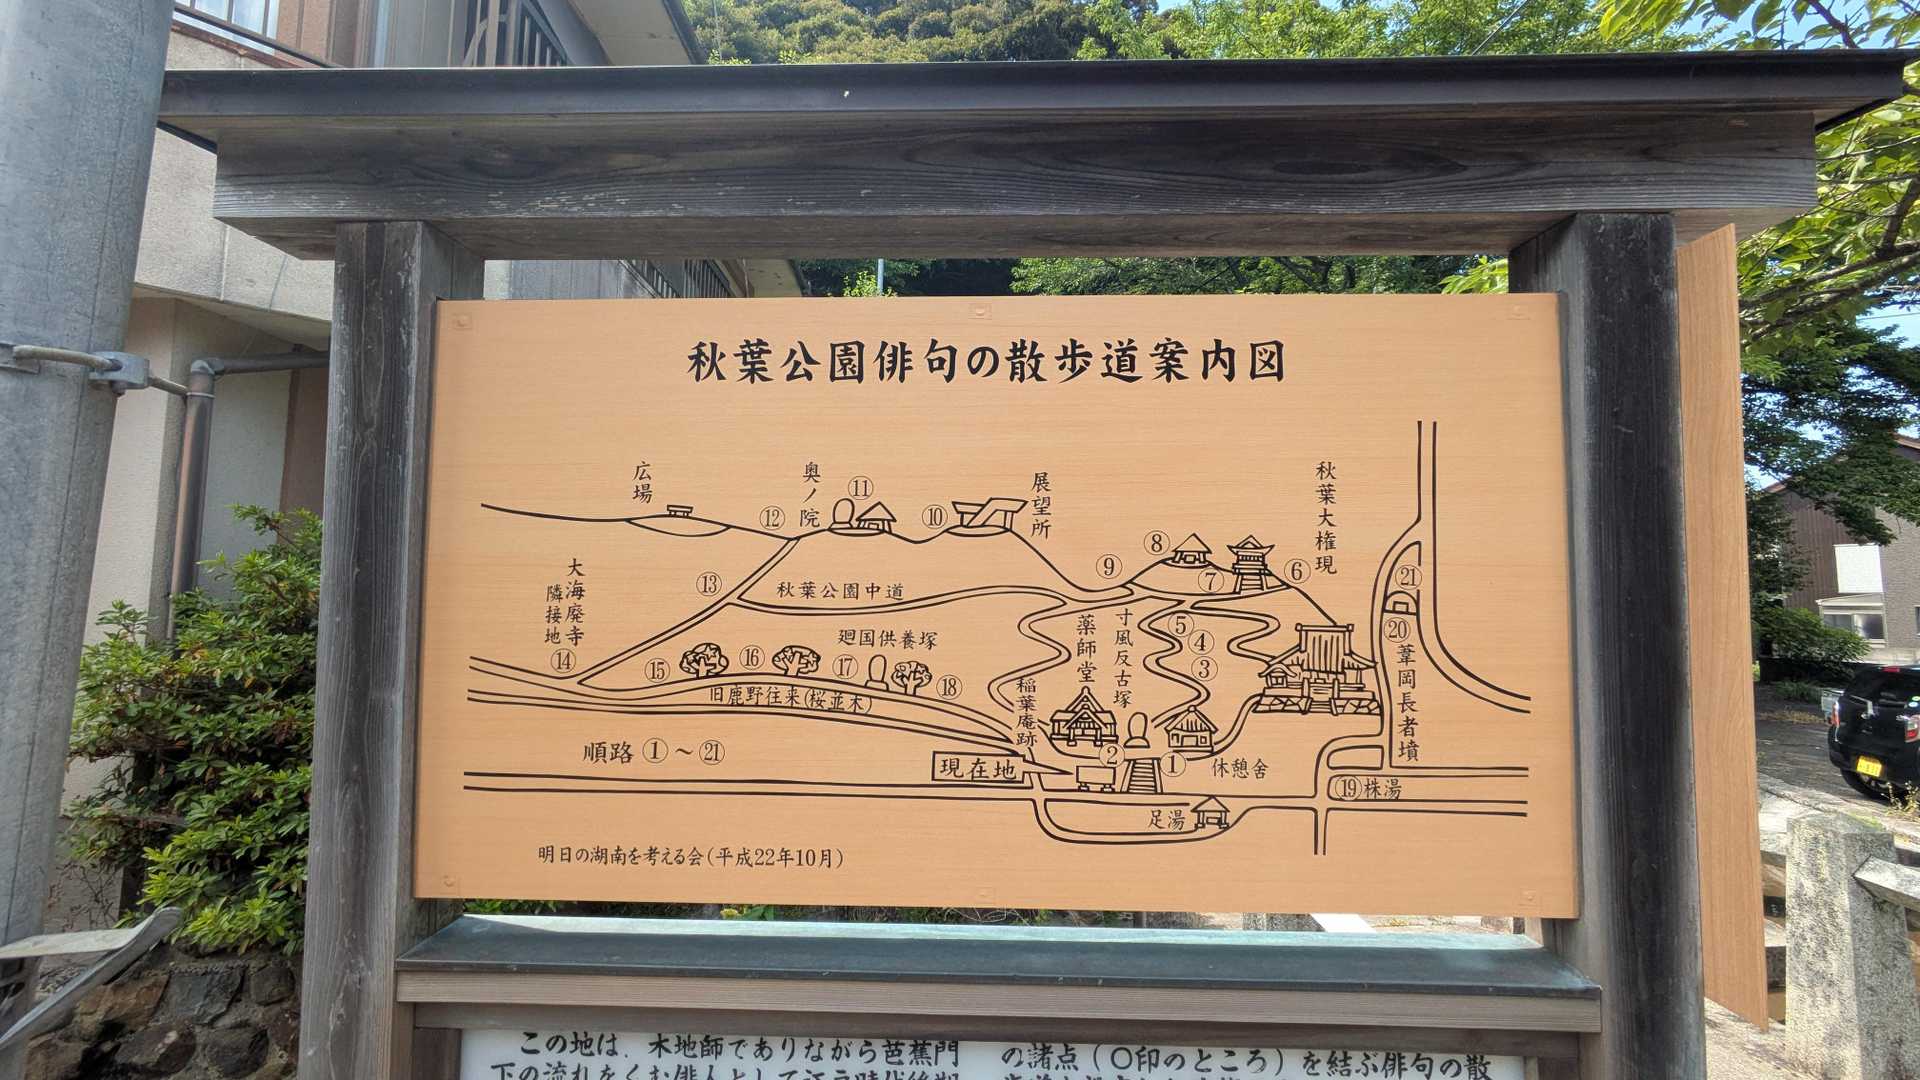 秋葉公園俳句の散歩道案内図
広場
⑫
奥ノ院
⑪
⑩
展望所
秋葉大権現
⑧
⑨
⑦
⑥
㉑
大海廃寺
隣接地
⑬
秋葉公園中道
⑭
廻国供養塚
⑮
⑯
⑰
⑱
旧鹿野往来(桜並木)
稲葉庵跡
薬師堂
寸風反古塚
⑤
④
③
⑳
葦岡長者墳
順路 ①~㉑
現在地
②
①
休憩舎
⑲株湯
足湯
明日の湖南を考える会(平成22年10月)
この地は、木地師でありながら芭蕉門
の諸点(○印のところ)を結ぶ俳句の散